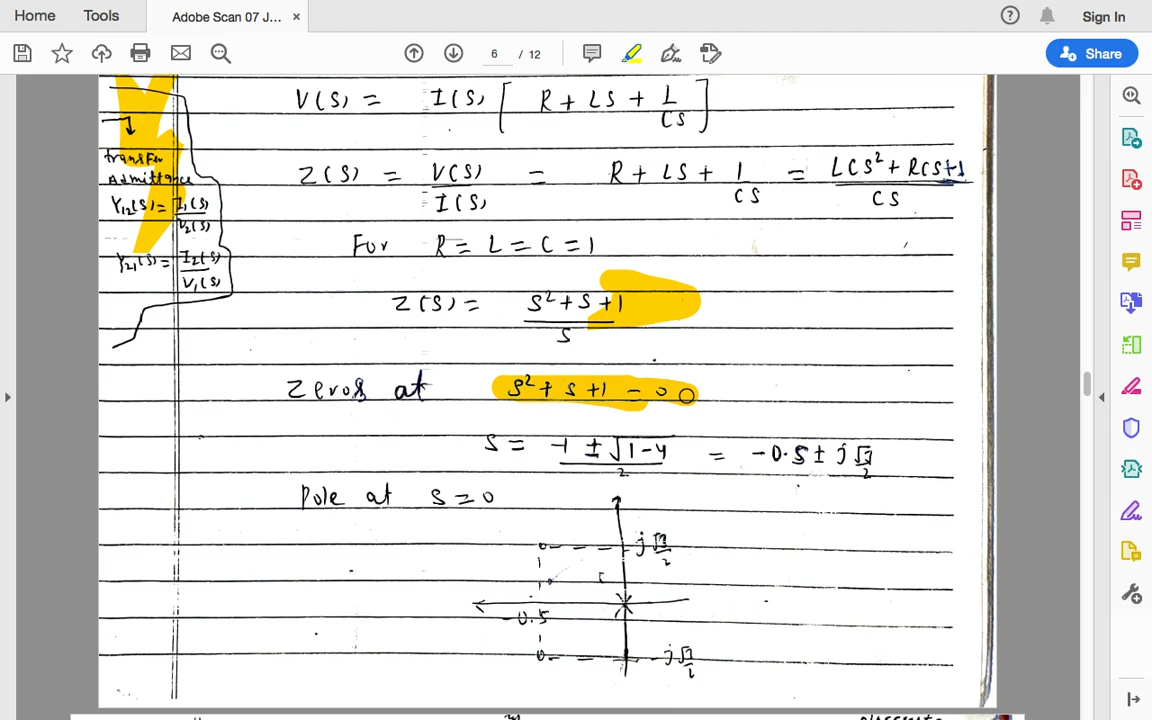 Home Tools Adobe Scan 07 J... × Sign In
6 / 12 Share
V(S) = I(S) [ R + LS + 1/CS ]
transfer
Admittance
Y12(S) = I1(S)/V2(S)
Y21(S) = I2(S)/V1(S)
Z(S) = V(S)/I(S) = R + LS + 1/CS = LCS² + RCS+1/CS
For R = L = C = 1
Z(S) = S² + S + 1/S
Zeros at S² + S + 1 = 0 0
S = -1 ± √1-4/2 = -0.5 ± j √3/2
Pole at S = 0
j √3/2
-0.5
-j √3/2